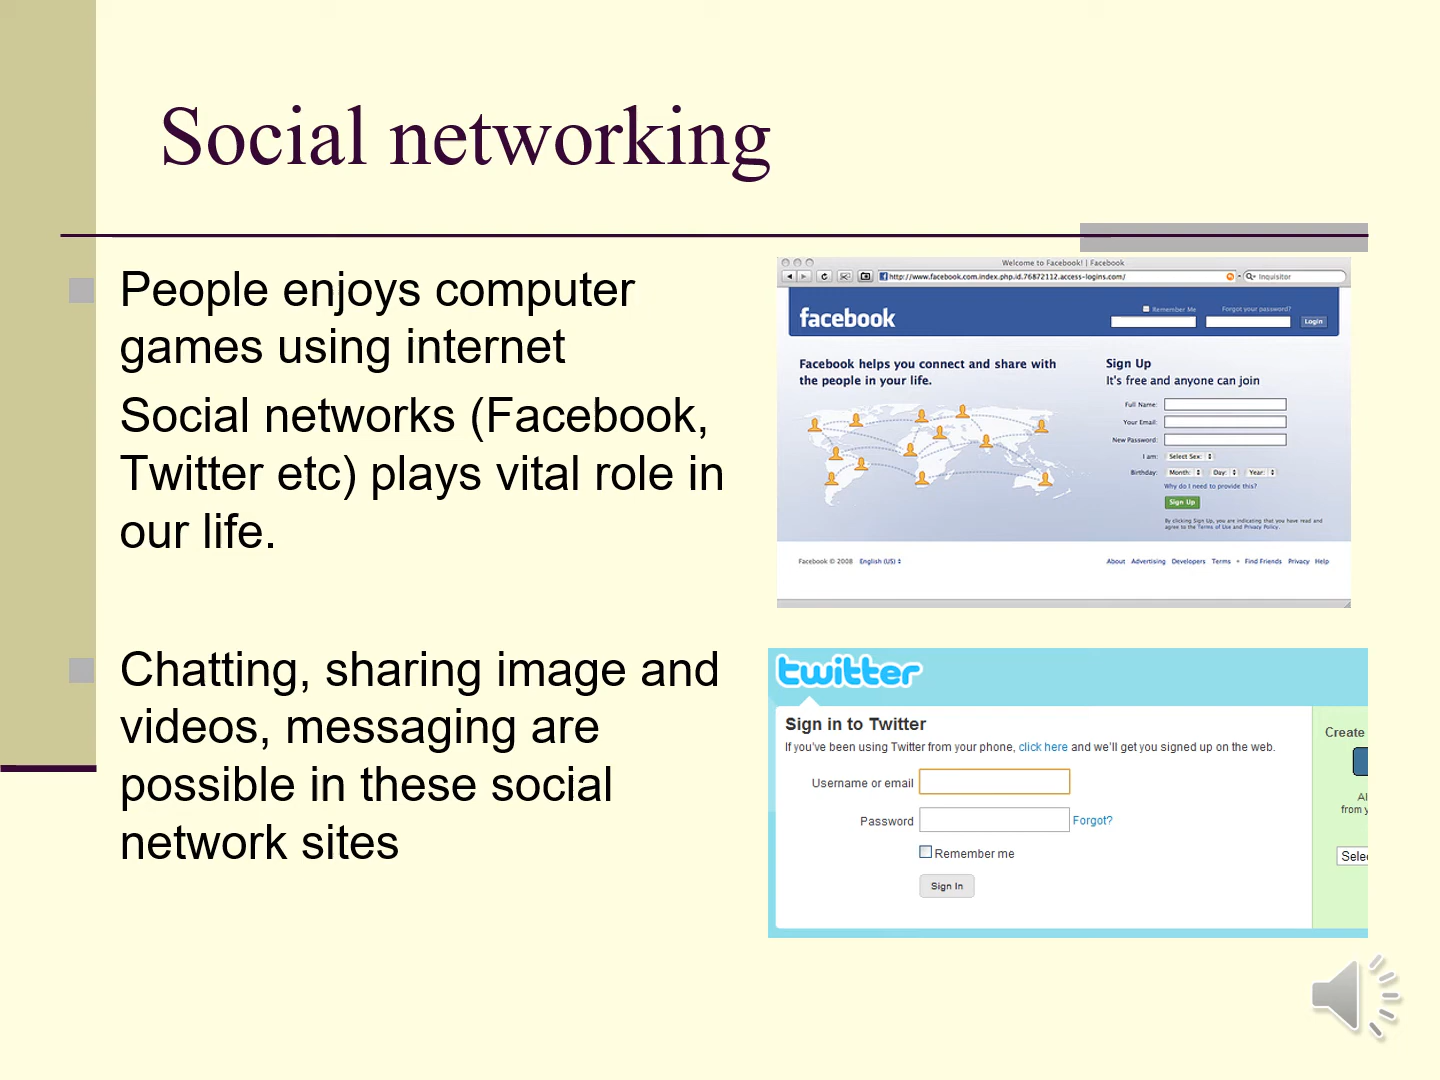 Social networking
People enjoys computer
games using internet
Social networks (Facebook,
Twitter etc) plays vital role in
our life.
Chatting, sharing image and
videos, messaging are
possible in these social
network sites
Welcome to Facebook! | Facebook
http://www.facebook.com.index.php.id.76872112.access-logins.com/
Inquisitor
facebook
Remember Me
Forgot your password?
Login
Facebook helps you connect and share with
the people in your life.
Sign Up
It's free and anyone can join
Full Name:
Your Email:
New Password:
I am: Select Sex:
Birthday: Month: Day: Year:
Why do I need to provide this?
Sign Up
By clicking Sign Up, you are indicating that you have read and
agree to the Terms of Use and Privacy Policy.
Facebook © 2008 English (US)
About Advertising Developers Terms • Find Friends Privacy Help
twitter
Sign in to Twitter
If you've been using Twitter from your phone, click here and we'll get you signed up on the web.
Username or email
Password
Forgot?
Remember me
Sign In
Create
Al
from y
Selec